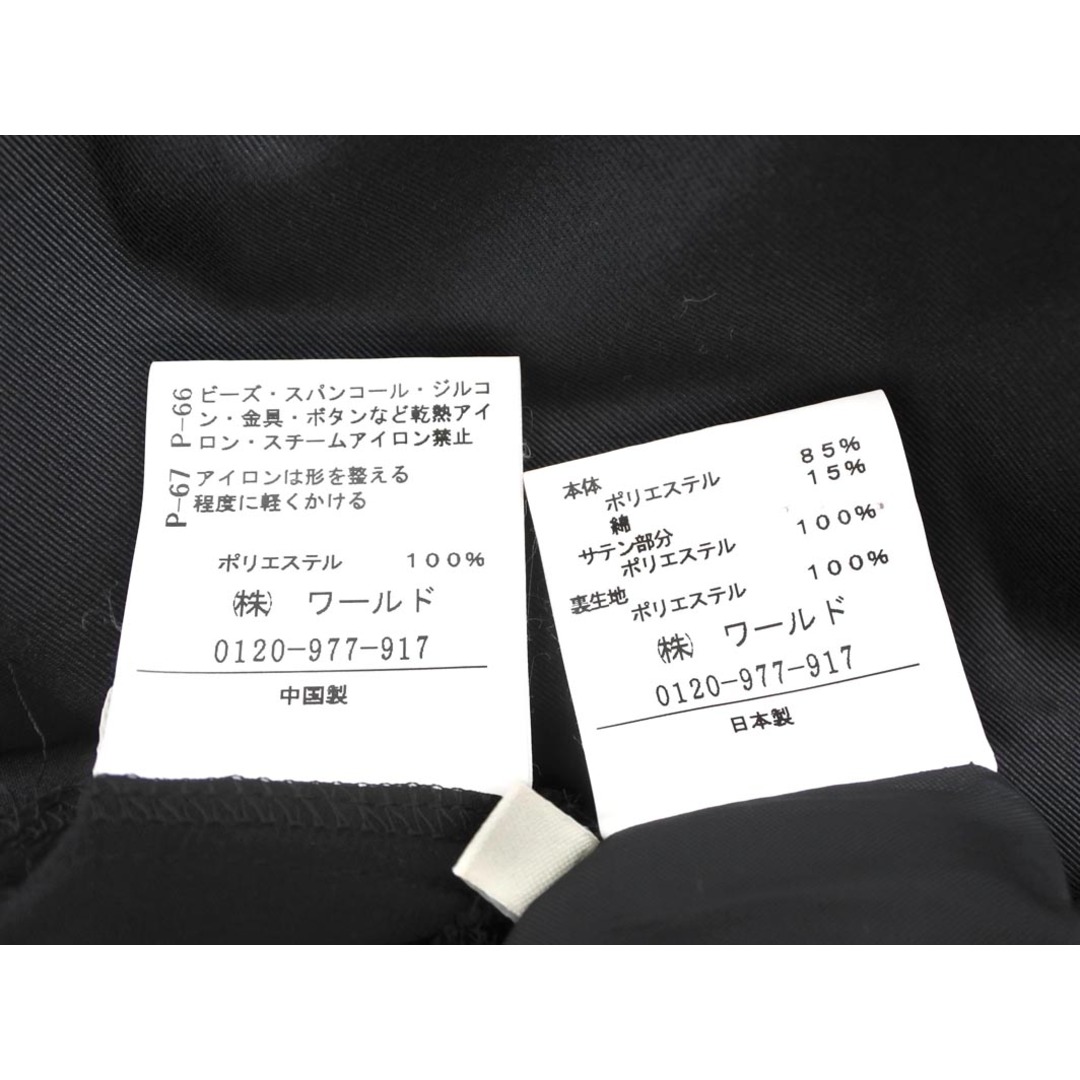 P-66 ビーズ・スパンコール・ジルコ
ン・金具・ボタンなど乾熱アイ
ロン・スチームアイロン禁止
P-67 アイロンは形を整える
程度に軽くかける
ポリエステル 100%
㈱ ワールド
0120-977-917
中国製
本体
ポリエステル 85%
綿 15%
サテン部分
ポリエステル 100%
裏生地
ポリエステル 100%
㈱ ワールド
0120-977-917
日本製